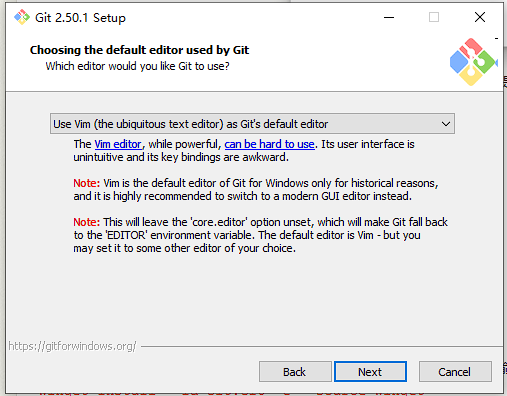 Git 2.50.1 Setup
Choosing the default editor used by Git
Which editor would you like Git to use?
Use Vim (the ubiquitous text editor) as Git's default editor
The Vim editor, while powerful, can be hard to use. Its user interface is
unintuitive and its key bindings are awkward.
Note: Vim is the default editor of Git for Windows only for historical reasons,
and it is highly recommended to switch to a modern GUI editor instead.
Note: This will leave the 'core.editor' option unset, which will make Git fall back
to the 'EDITOR' environment variable. The default editor is Vim - but you
may set it to some other editor of your choice.
https://gitforwindows.org/
Back
Next
Cancel